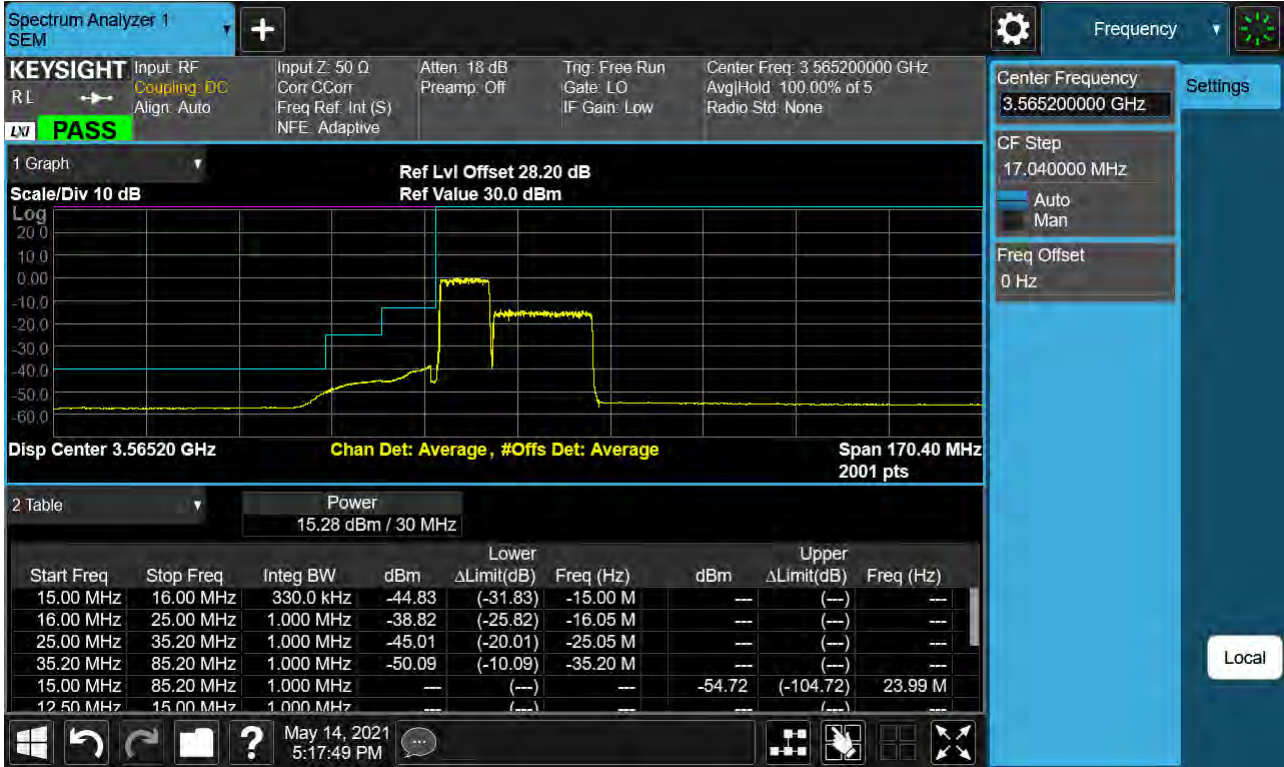 Spectrum Analyzer 1
SEM
+
Frequency
KEYSIGHT
R L
LXI
PASS
Input: RF
Coupling: DC
Align: Auto
Input Z: 50 Ω
Corr CCorr
Freq Ref: Int (S)
NFE: Adaptive
Atten: 18 dB
Preamp: Off
Trig: Free Run
Gate: LO
IF Gain: Low
Center Freq: 3.565200000 GHz
Avg|Hold: 100.00% of 5
Radio Std: None
Center Frequency
3.565200000 GHz
Settings
CF Step
17.040000 MHz
Auto
Man
Freq Offset
0 Hz
Local
1 Graph
Scale/Div 10 dB
Ref Lvl Offset 28.20 dB
Ref Value 30.0 dBm
Log
20.0
10.0
0.00
-10.0
-20.0
-30.0
-40.0
-50.0
-60.0
Disp Center 3.56520 GHz
Chan Det: Average, #Offs Det: Average
Span 170.40 MHz
2001 pts
2 Table
Power
15.28 dBm / 30 MHz
Lower Upper
Start Freq Stop Freq Integ BW dBm ΔLimit(dB) Freq (Hz) dBm ΔLimit(dB) Freq (Hz)
15.00 MHz 16.00 MHz 330.0 kHz -44.83 (-31.83) -15.00 M --- (---) ---
16.00 MHz 25.00 MHz 1.000 MHz -38.82 (-25.82) -16.05 M --- (---) ---
25.00 MHz 35.20 MHz 1.000 MHz -45.01 (-20.01) -25.05 M --- (---) ---
35.20 MHz 85.20 MHz 1.000 MHz -50.09 (-10.09) -35.20 M --- (---) ---
15.00 MHz 85.20 MHz 1.000 MHz --- (---) --- -54.72 (-104.72) 23.99 M
12.50 MHz 15.00 MHz 1.000 MHz --- (---) --- --- (---) ---
?
May 14, 2021
5:17:49 PM